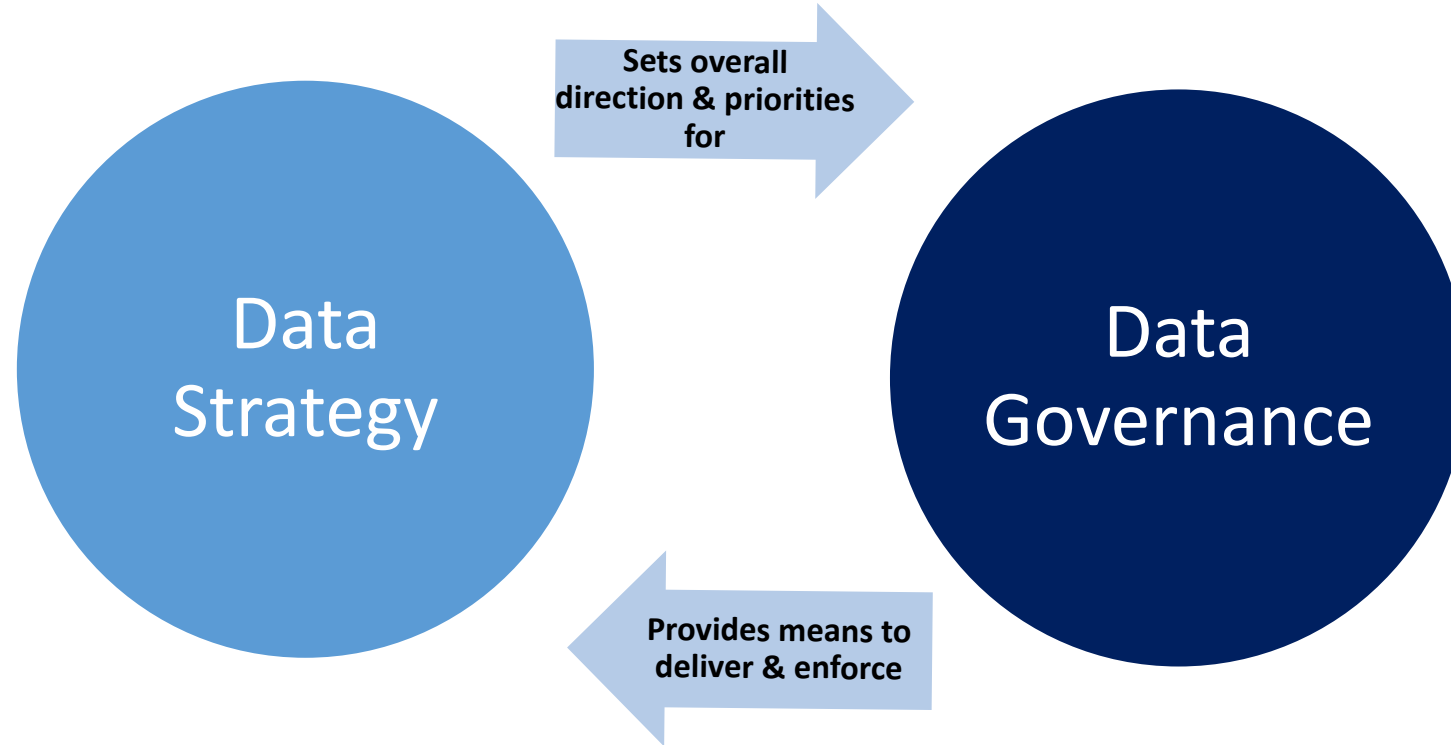 Sets overall
direction & priorities
for
Data
Strategy
Data
Governance
Provides means to
deliver & enforce